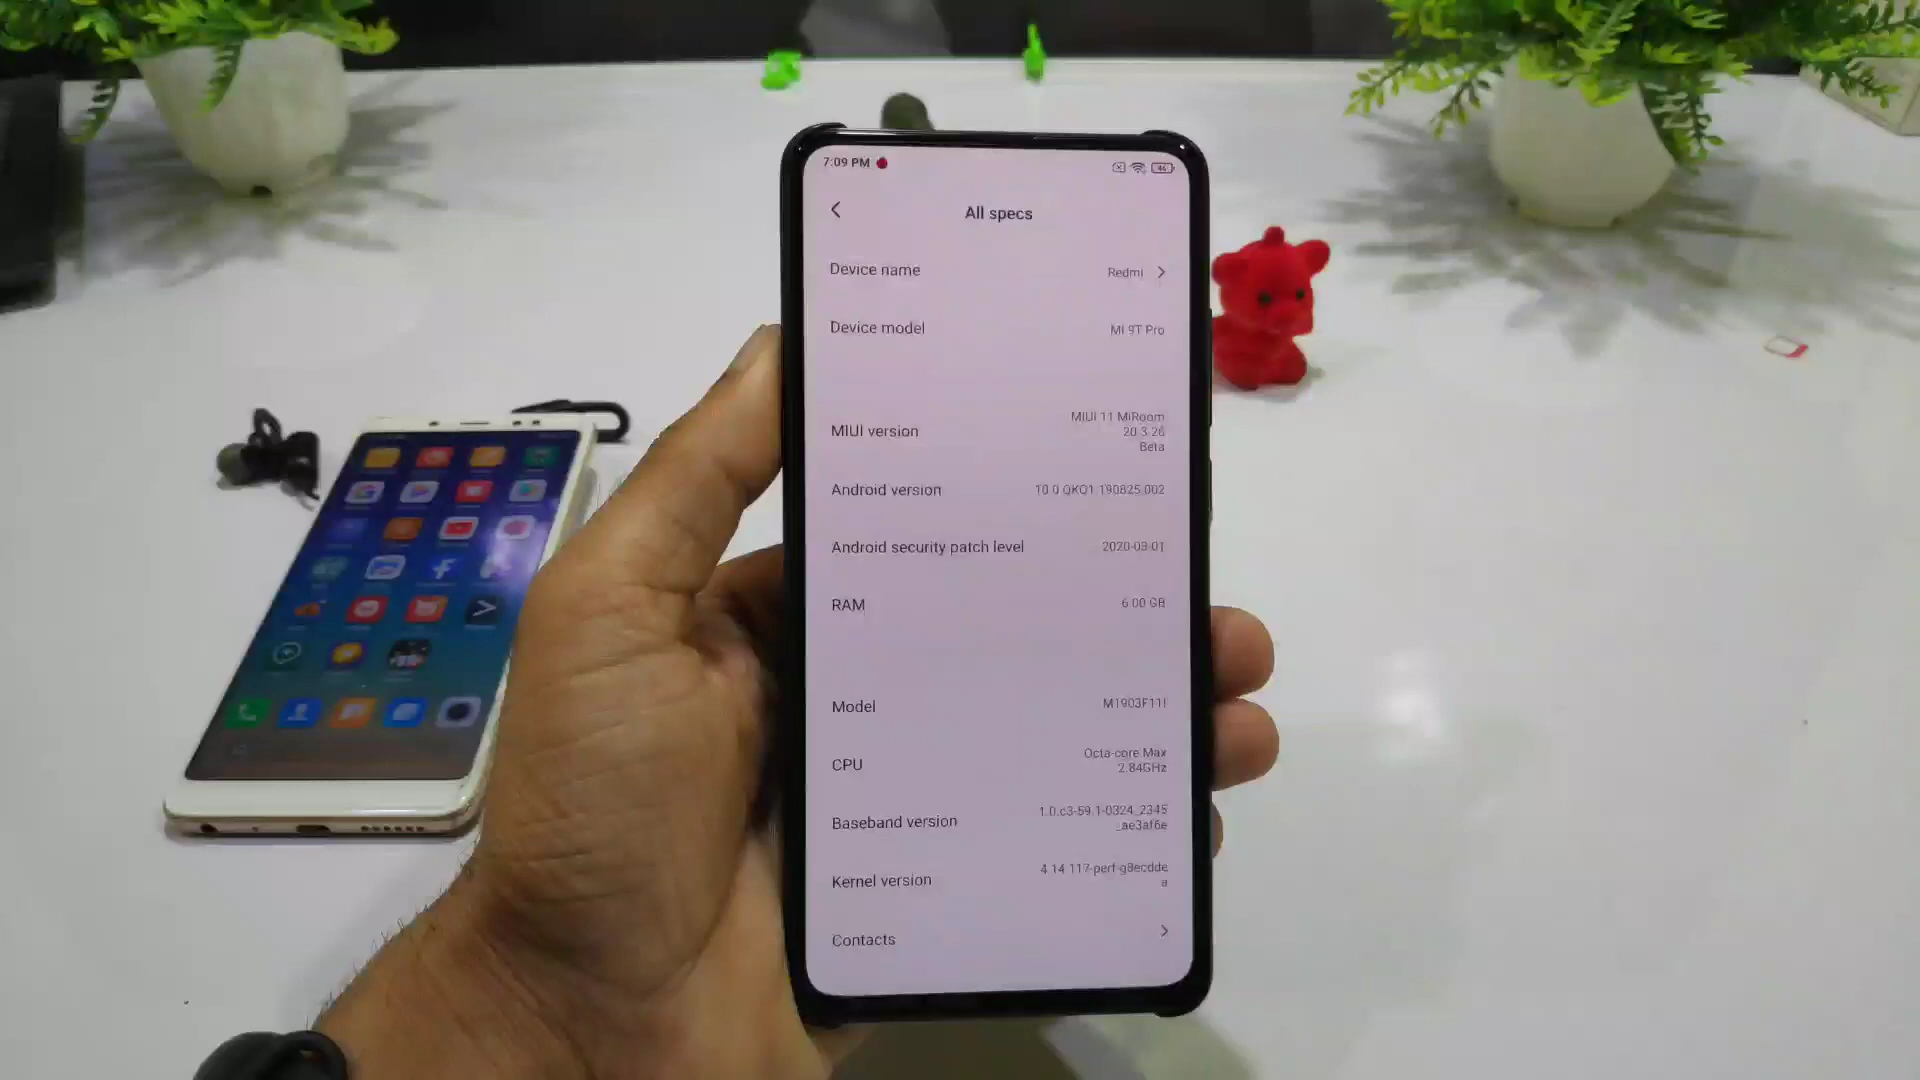 7:09 PM
46
All specs
Device name
Redmi
Device model
Mi 9T Pro
MIUI version
MIUI 11 MiRoom
20.3.26
Beta
Android version
10.0 QKQ1.190825.002
Android security patch level
2020-03-01
RAM
6.00 GB
Model
M1903F11I
CPU
Octa-core Max
2.84GHz
Baseband version
1.0.c3-59.1-0324_2345
_ae3af6e
Kernel version
4.14.117-perf-g8ecdde
a
Contacts